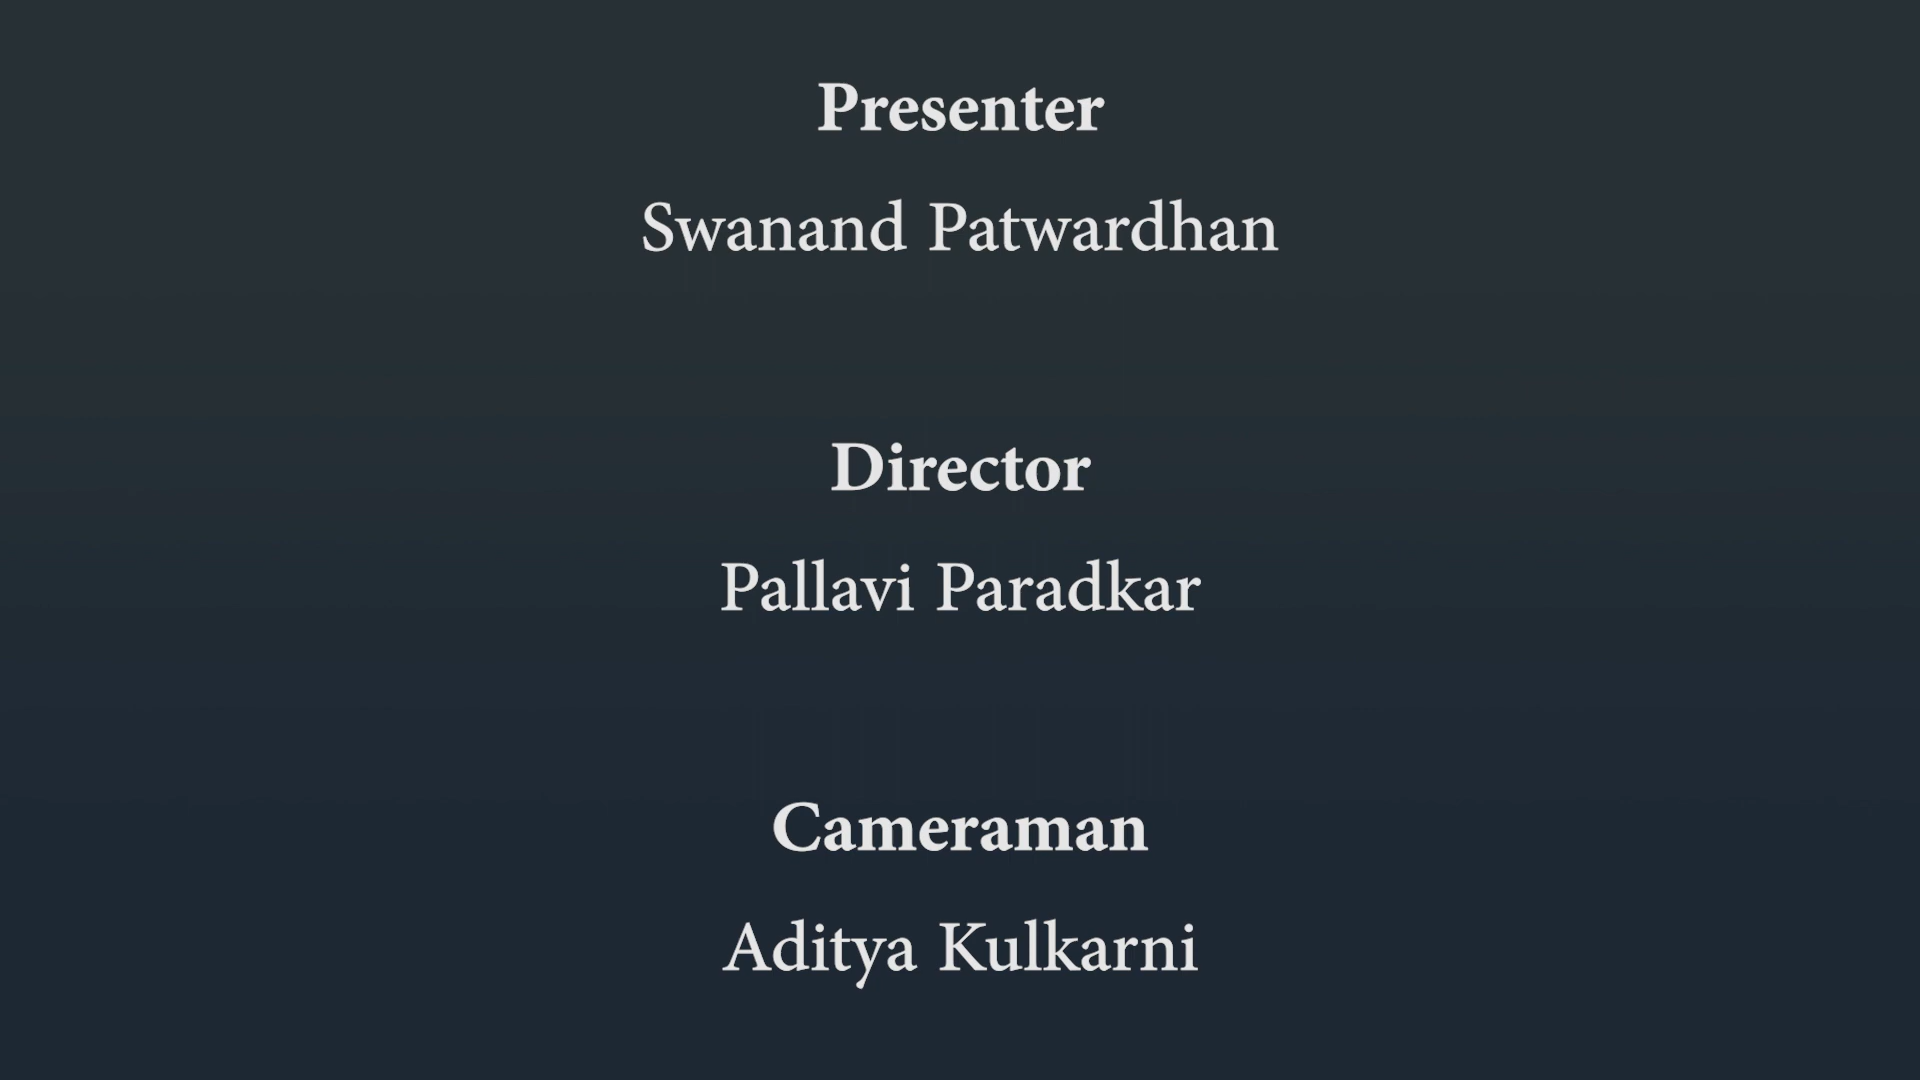 Presenter
Swanand Patwardhan
Director
Pallavi Paradkar
Cameraman
Aditya Kulkarni